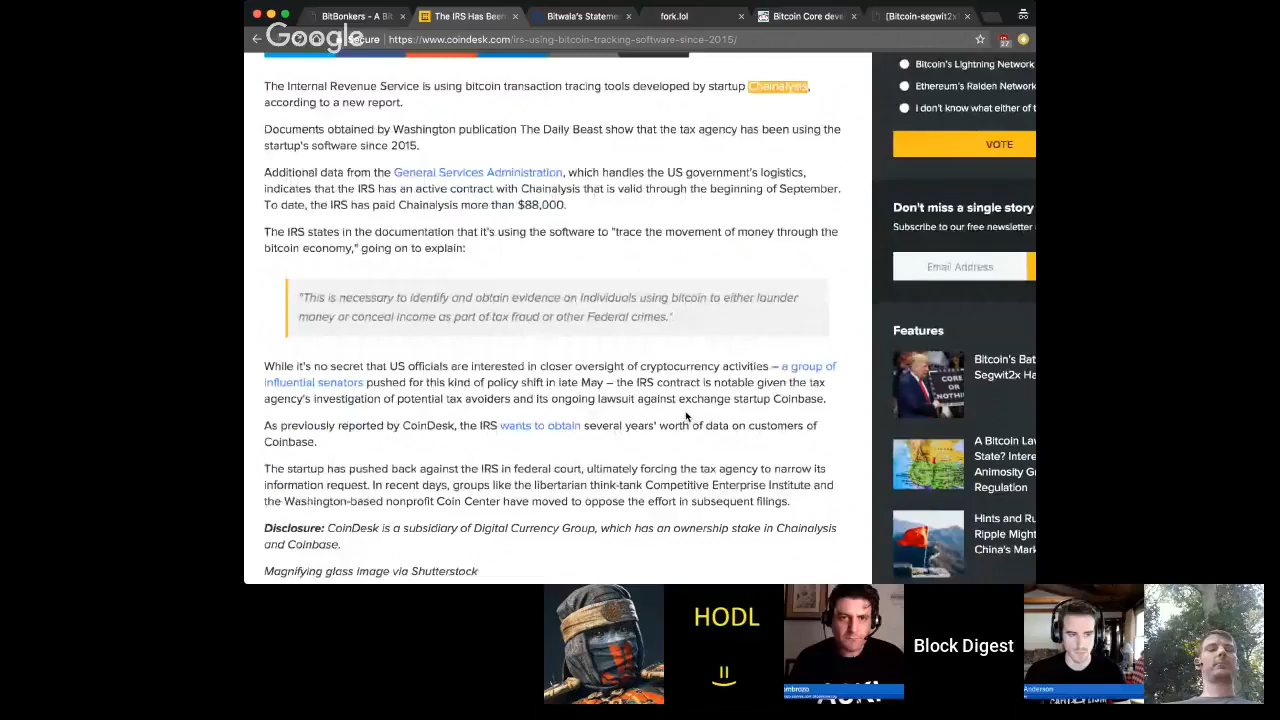 BitBonkers - A Bit
The IRS Has Been
Bitwala's Stateme
fork.lol
Bitcoin Core deve
[Bitcoin-segwit2x]
Google
Secure
https://www.coindesk.com/irs-using-bitcoin-tracking-software-since-2015/
27
The Internal Revenue Service is using bitcoin transaction tracing tools developed by startup Chainalysis,
according to a new report.
Documents obtained by Washington publication The Daily Beast show that the tax agency has been using the
startup's software since 2015.
Additional data from the General Services Administration, which handles the US government's logistics,
indicates that the IRS has an active contract with Chainalysis that is valid through the beginning of September.
To date, the IRS has paid Chainalysis more than $88,000.
The IRS states in the documentation that it's using the software to "trace the movement of money through the
bitcoin economy," going on to explain:
"This is necessary to identify and obtain evidence on individuals using bitcoin to either launder
money or conceal income as part of tax fraud or other Federal crimes."
While it's no secret that US officials are interested in closer oversight of cryptocurrency activities – a group of
influential senators pushed for this kind of policy shift in late May – the IRS contract is notable given the tax
agency's investigation of potential tax avoiders and its ongoing lawsuit against exchange startup Coinbase.
As previously reported by CoinDesk, the IRS wants to obtain several years' worth of data on customers of
Coinbase.
The startup has pushed back against the IRS in federal court, ultimately forcing the tax agency to narrow its
information request. In recent days, groups like the libertarian think-tank Competitive Enterprise Institute and
the Washington-based nonprofit Coin Center have moved to oppose the effort in subsequent filings.
Disclosure: CoinDesk is a subsidiary of Digital Currency Group, which has an ownership stake in Chainalysis
and Coinbase.
Magnifying glass image via Shutterstock
Bitcoin's Lightning Network
Ethereum's Raiden Network
I don't know what either of t
VOTE
Don't miss a single story
Subscribe to our free newsletter
Email Address
Features
Bitcoin's Bat
Segwit2x Ha
A Bitcoin Law
State? Intere
Animosity Gr
Regulation
Hints and Ru
Ripple Might
China's Mark
CORE
OR
NOTHIN
HODL
=)
ombrozo
Block Digest
Anderson